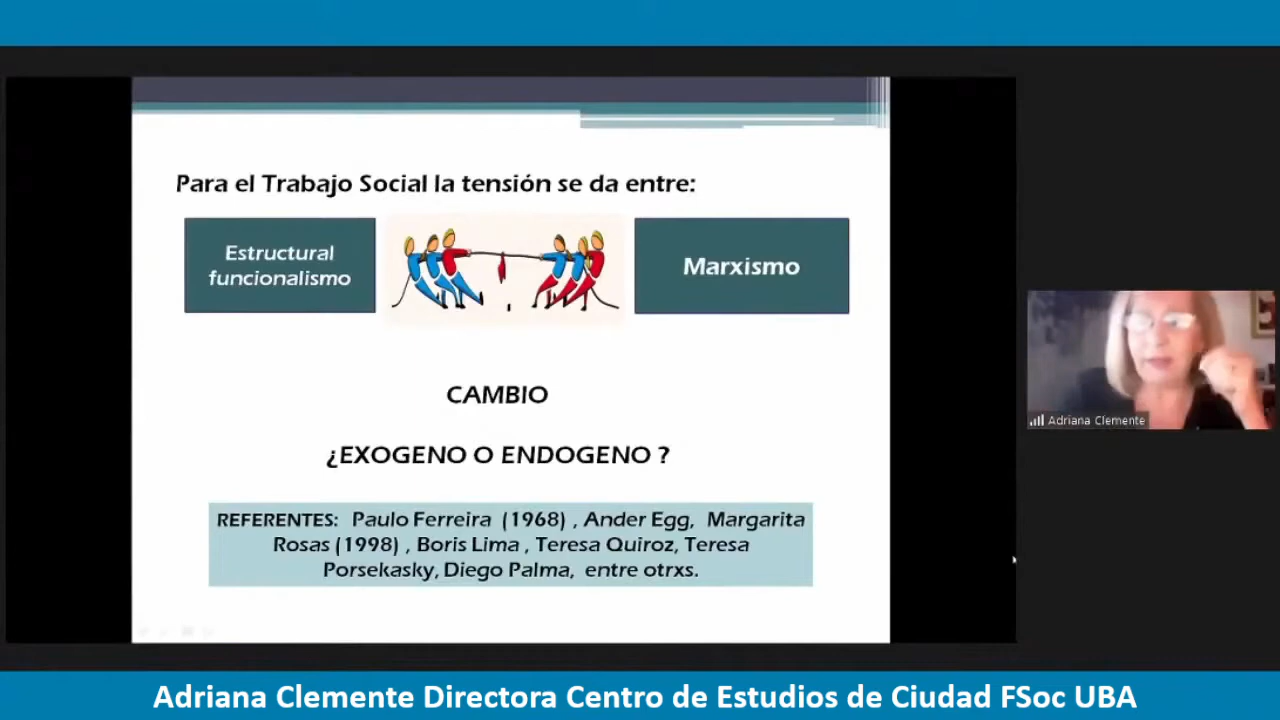 Para el Trabajo Social la tensión se da entre:
Estructural
funcionalismo
Marxismo
CAMBIO
¿EXOGENO O ENDOGENO ?
REFERENTES: Paulo Ferreira (1968) , Ander Egg, Margarita
Rosas (1998) , Boris Lima , Teresa Quiroz, Teresa
Porsekasky, Diego Palma, entre otrxs.
Adriana Clemente
Adriana Clemente Directora Centro de Estudios de Ciudad FSoc UBA